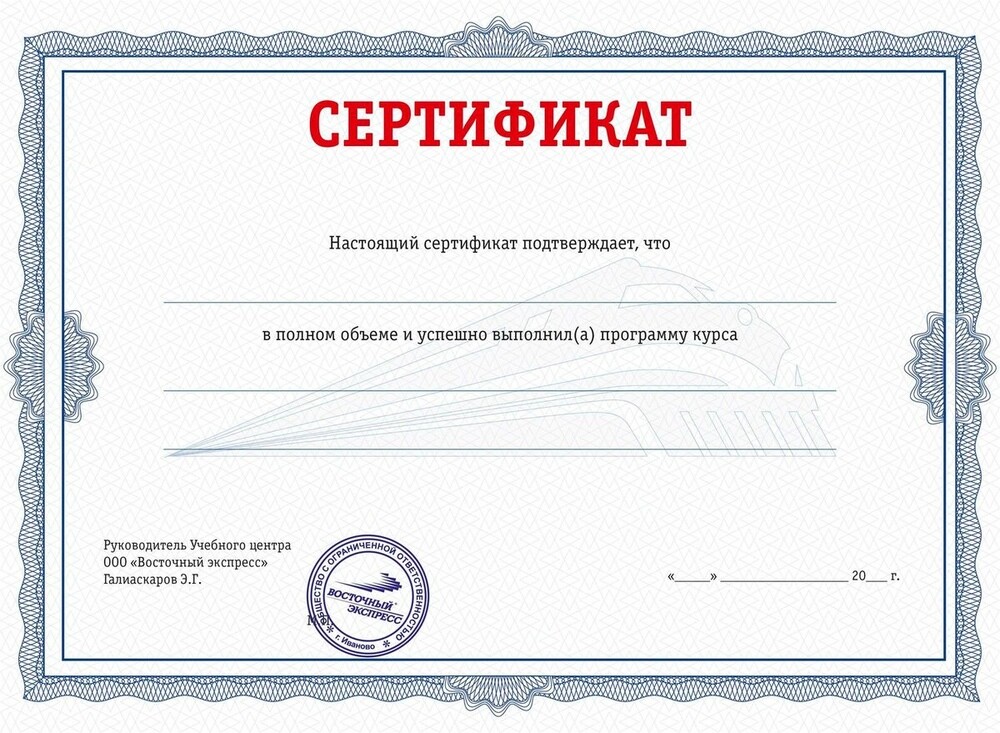 СЕРТИФИКАТ
Настоящий сертификат подтверждает, что
в полном объеме и успешно выполнил(а) программу курса
Руководитель Учебного центра
ООО «Восточный экспресс»
Галиаскаров Э.Г.
«_____» __________________ 20___ г.
ОБЩЕСТВО С ОГРАНИЧЕННОЙ ОТВЕТСТВЕННОСТЬЮ
ВОСТОЧНЫЙ
ЭКСПРЕСС
г. Иваново